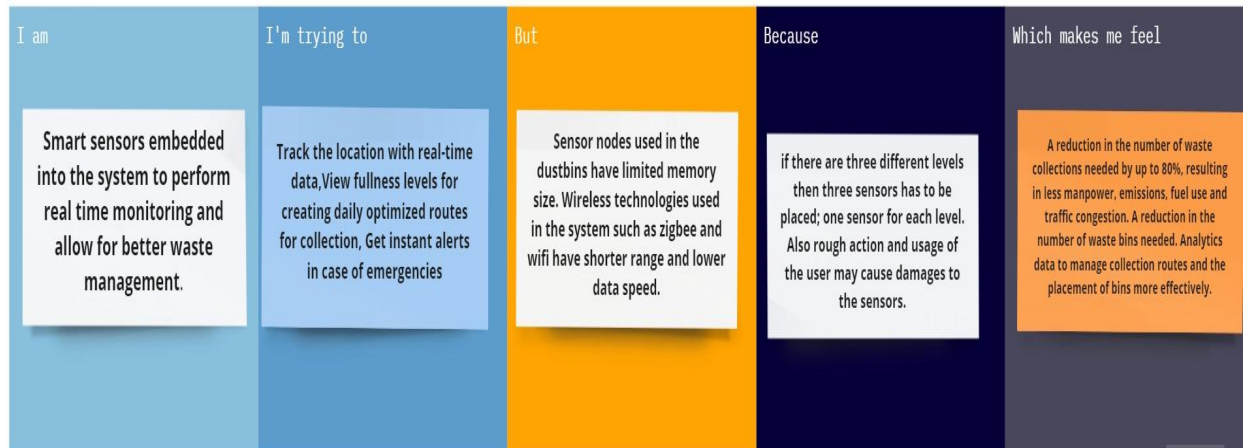 I am
Smart sensors embedded
into the system to perform
real time monitoring and
allow for better waste
management.
I'm trying to
Track the location with real-time
data,View fullness levels for
creating daily optimized routes
for collection, Get instant alerts
in case of emergencies
But
Sensor nodes used in the
dustbins have limited memory
size. Wireless technologies used
in the system such as zigbee and
wifi have shorter range and lower
data speed.
Because
if there are three different levels
then three sensors has to be
placed; one sensor for each level.
Also rough action and usage of
the user may cause damages to
the sensors.
Which makes me feel
A reduction in the number of waste
collections needed by up to 80%, resulting
in less manpower, emissions, fuel use and
traffic congestion. A reduction in the
number of waste bins needed. Analytics
data to manage collection routes and the
placement of bins more effectively.